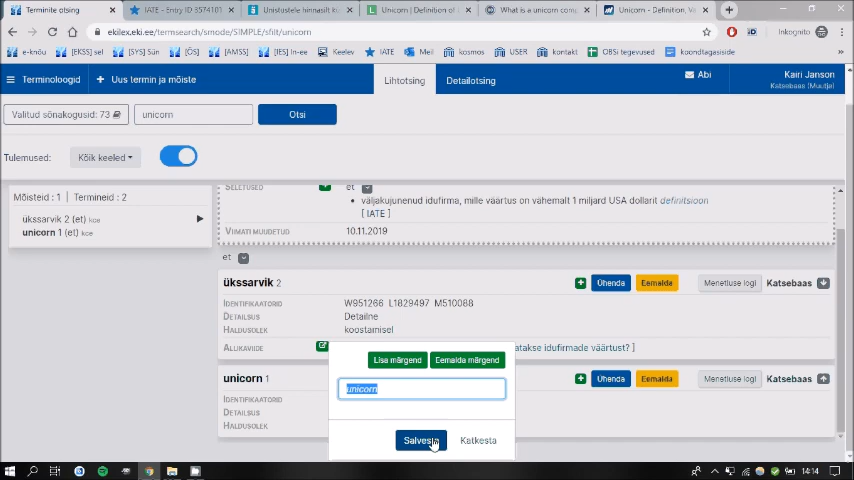 Terminite otsing
IATE - Entry ID 3574101
Unistustele hinnasilt kü
Unicorn | Definition of
What is a unicorn comp
Unicorn - Definition, Ve
ekilex.eki.ee/termsearch/smode/SIMPLE/sfilt/unicorn
Inkognito
e-knõu
[EKSS] sel
[SYS] Sün
[ÕS]
[AMSS]
[IES] In-ee
Keelev
IATE
Mail
kosmos
USER
kontakt
OBSi tegevused
koondtagasiside
Terminoloogid
Uus termin ja mõiste
Lihtotsing
Detailotsing
Abi
Kairi Janson
Katsebaas (Muutja)
Valitud sõnakogusid: 73
unicorn
Otsi
Tulemused:
Kõik keeled
Mõisteid : 1 | Termineid : 2
ükssarvik 2 (et) kce
unicorn 1 (et) kce
SELETUSED
et
väljakujunenud idufirma, mille väärtus on vähemalt 1 miljard USA dollarit definitsioon
[ IATE ]
VIIMATI MUUDETUD
10.11.2019
et
ükssarvik 2
Ühenda
Eemalda
Menetluse logi
Katsebaas
IDENTIFIKAATORID
W951266 L1829497 M510088
DETAILSUS
Detailne
HALDUSOLEK
koostamisel
ALLIKAVIIDE
atakse idufirmade väärtust? ]
Lisa märgend
Eemalda märgend
unicorn 1
unicorn
Ühenda
Eemalda
Menetluse logi
Katsebaas
IDENTIFIKAATORID
DETAILSUS
HALDUSOLEK
Salvesta
Katkesta
14:14